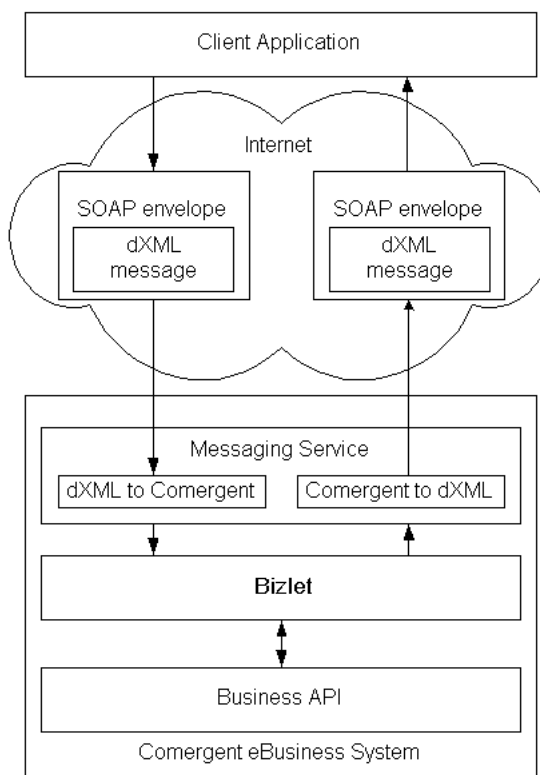 Client Application
Internet
SOAP envelope
dXML
message
SOAP envelope
dXML
message
Messaging Service
dXML to Comergent
Comergent to dXML
Bizlet
Business API
Comergent eBusiness System